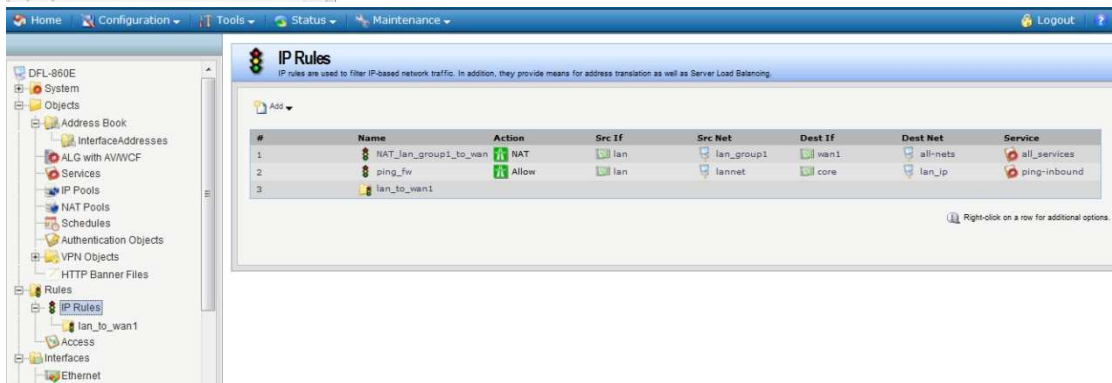 Home Configuration Tools Status Maintenance Logout ?
DFL-860E
System
Objects
Address Book
InterfaceAddresses
ALG with AV/WCF
Services
IP Pools
NAT Pools
Schedules
Authentication Objects
VPN Objects
HTTP Banner Files
Rules
IP Rules
lan_to_wan1
Access
Interfaces
Ethernet
IP Rules
IP rules are used to filter IP-based network traffic. In addition, they provide means for address translation as well as Server Load Balancing.
Add
# Name Action Src If Src Net Dest If Dest Net Service
1 NAT_lan_group1_to_wan NAT lan lan_group1 wan1 all-nets all_services
2 ping_fw Allow lan lannet core lan_ip ping-inbound
3 lan_to_wan1
Right-click on a row for additional options.